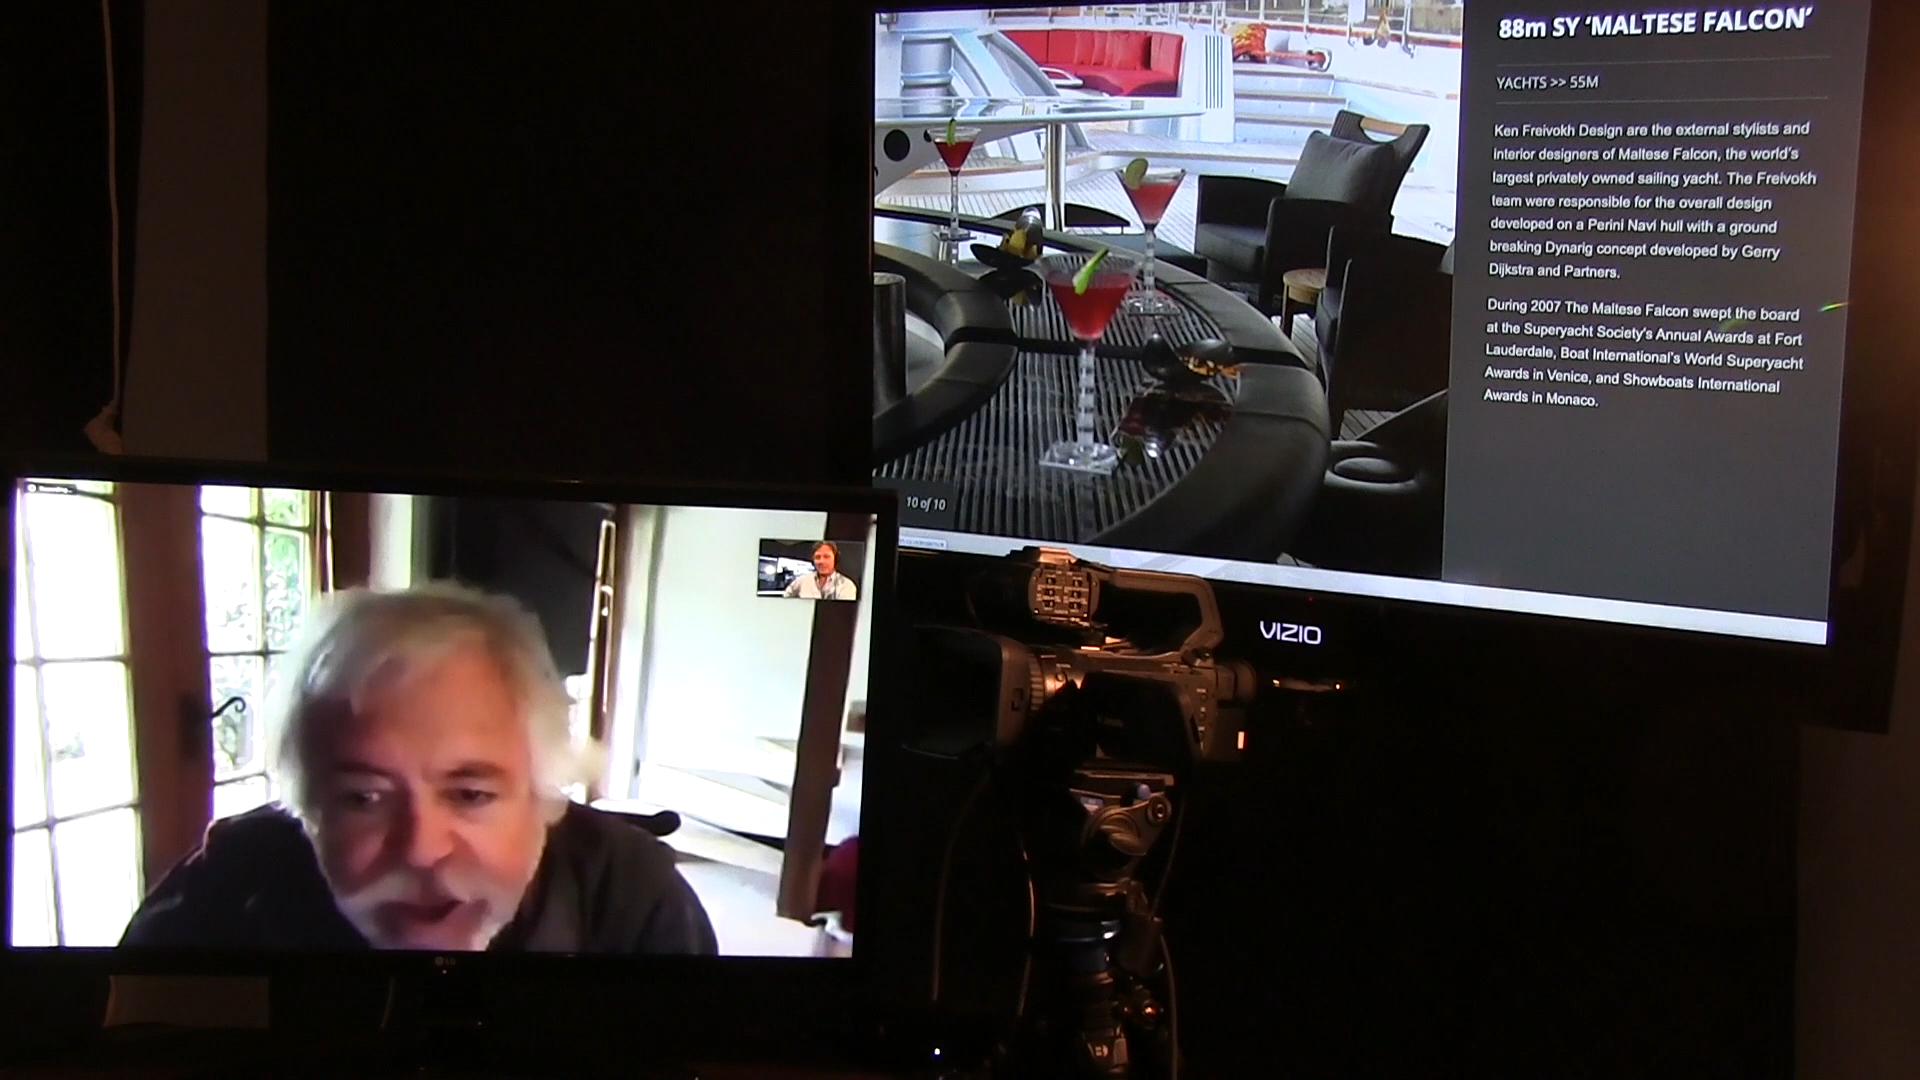 88m SY ‘MALTESE FALCON’
YACHTS >> 55M
Ken Freivokh Design are the external stylists and
interior designers of Maltese Falcon, the world's
largest privately owned sailing yacht. The Freivokh
team were responsible for the overall design
developed on a Perini Navi hull with a ground
breaking Dynarig concept developed by Gerry
Dijkstra and Partners.
During 2007 The Maltese Falcon swept the board
at the Superyacht Society's Annual Awards at Fort
Lauderdale, Boat International's World Superyacht
Awards in Venice, and Showboats International
Awards in Monaco.
10 of 10
VIZIO
LG